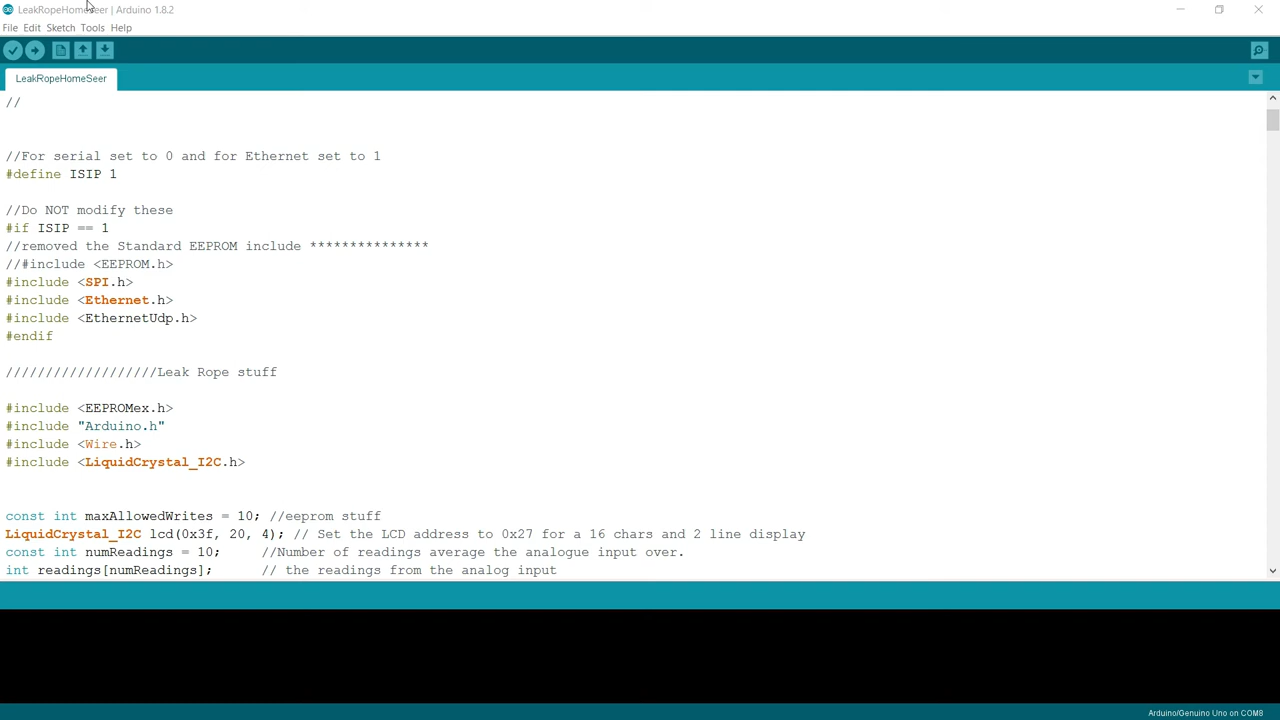 LeakRopeHomeSeer | Arduino 1.8.2
File Edit Sketch Tools Help
LeakRopeHomeSeer
//
//For serial set to 0 and for Ethernet set to 1
#define ISIP 1
//Do NOT modify these
#if ISIP == 1
//removed the Standard EEPROM include ***************
//#include <EEPROM.h>
#include <SPI.h>
#include <Ethernet.h>
#include <EthernetUdp.h>
#endif
///////////////////Leak Rope stuff
#include <EEPROMex.h>
#include "Arduino.h"
#include <Wire.h>
#include <LiquidCrystal_I2C.h>
const int maxAllowedWrites = 10; //eeprom stuff
LiquidCrystal_I2C lcd(0x3f, 20, 4); // Set the LCD address to 0x27 for a 16 chars and 2 line display
const int numReadings = 10;     //Number of readings average the analogue input over.
int readings[numReadings];      // the readings from the analog input
Arduino/Genuino Uno on COM8